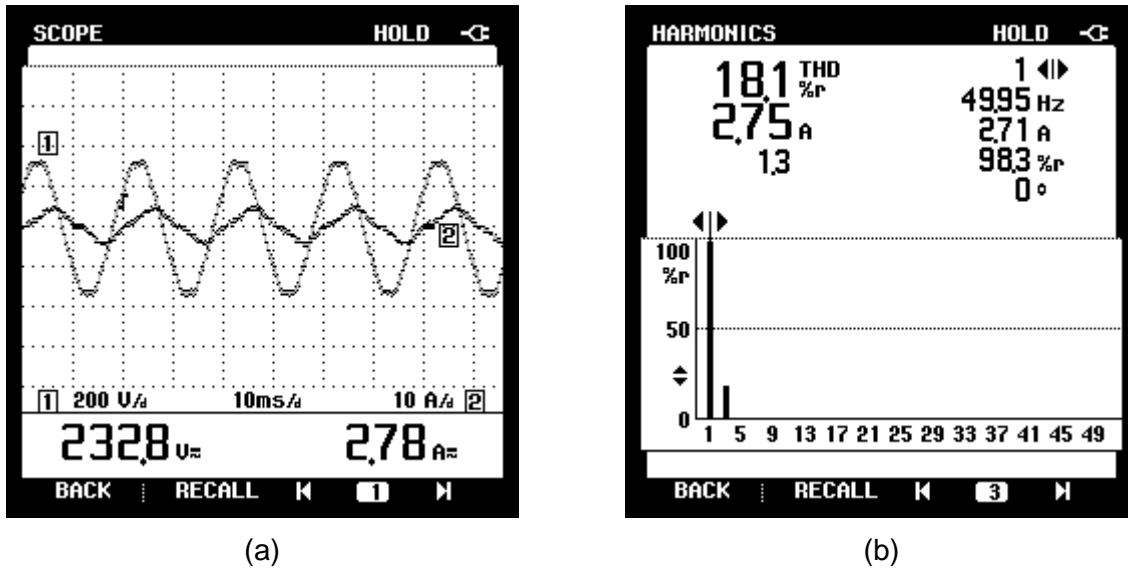 SCOPE HOLD
1
2
1 200 V/d 10ms/d 10 A/d 2
232.8 V≂ 2.78 A≂
BACK RECALL 1
(a)
HARMONICS HOLD
18.1 THD %r
2.75 A
1.3
1
49.95 Hz
2.71 A
98.3 %r
0 °
100
%r
50
0
1 5 9 13 17 21 25 29 33 37 41 45 49
BACK RECALL 3
(b)